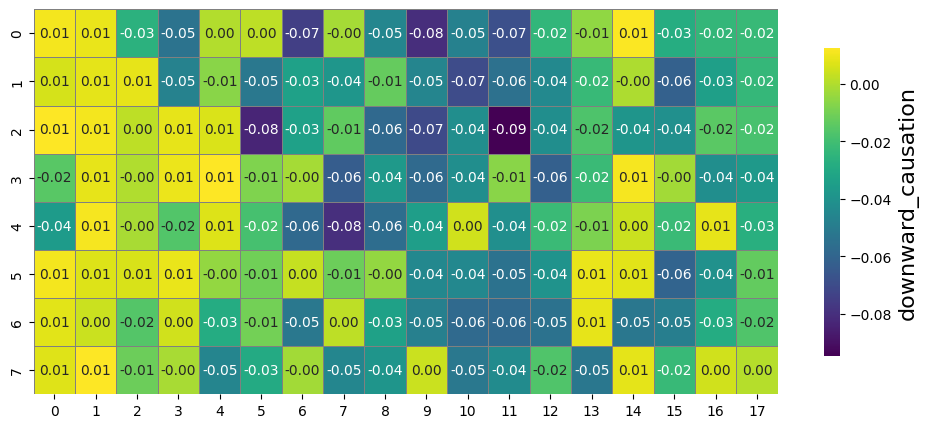 0 0.01 0.01 -0.03 -0.05 0.00 0.00 -0.07 -0.00 -0.05 -0.08 -0.05 -0.07 -0.02 -0.01 0.01 -0.03 -0.02 -0.02
1 0.01 0.01 0.01 -0.05 -0.01 -0.05 -0.03 -0.04 -0.01 -0.05 -0.07 -0.06 -0.04 -0.02 -0.00 -0.06 -0.03 -0.02
2 0.01 0.01 0.00 0.01 0.01 -0.08 -0.03 -0.01 -0.06 -0.07 -0.04 -0.09 -0.04 -0.02 -0.04 -0.04 -0.02 -0.02
3 -0.02 0.01 -0.00 0.01 0.01 -0.01 -0.00 -0.06 -0.04 -0.06 -0.04 -0.01 -0.06 -0.02 0.01 -0.00 -0.04 -0.04
4 -0.04 0.01 -0.00 -0.02 0.01 -0.02 -0.06 -0.08 -0.06 -0.04 0.00 -0.04 -0.02 -0.01 0.00 -0.02 0.01 -0.03
5 0.01 0.01 0.01 0.01 -0.00 -0.01 0.00 -0.01 -0.00 -0.04 -0.04 -0.05 -0.04 0.01 0.01 -0.06 -0.04 -0.01
6 0.01 0.00 -0.02 0.00 -0.03 -0.01 -0.05 0.00 -0.03 -0.05 -0.06 -0.06 -0.05 0.01 -0.05 -0.05 -0.03 -0.02
7 0.01 0.01 -0.01 -0.00 -0.05 -0.03 -0.00 -0.05 -0.04 0.00 -0.05 -0.04 -0.02 -0.05 0.01 -0.02 0.00 0.00
0 1 2 3 4 5 6 7 8 9 10 11 12 13 14 15 16 17
0.00
-0.02
-0.04
-0.06
-0.08
downward_causation